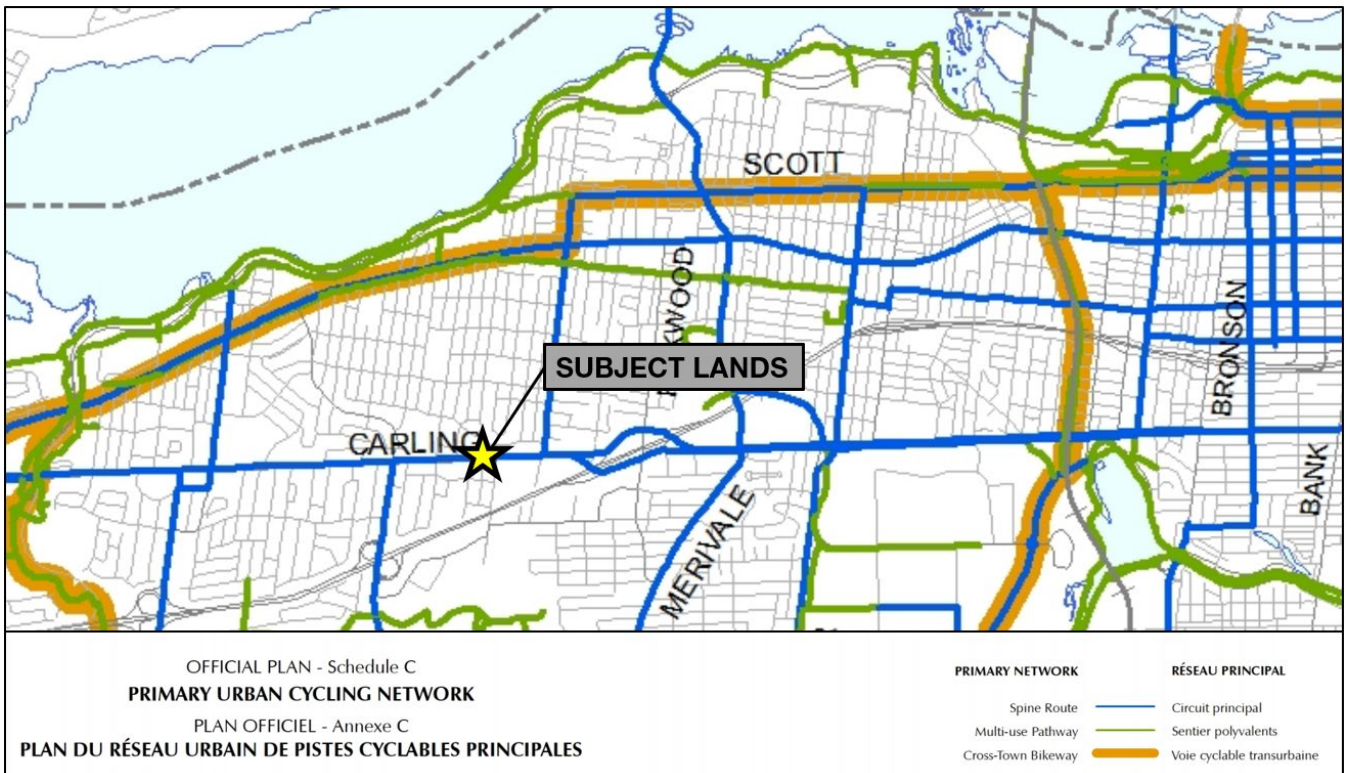 SCOTT
SUBJECT LANDS
BRONSON
CARLING
MERIVALE
BANK
OFFICIAL PLAN - Schedule C
PRIMARY URBAN CYCLING NETWORK
PLAN OFFICIEL - Annexe C
PLAN DU RÉSEAU URBAIN DE PISTES CYCLABLES PRINCIPALES
PRIMARY NETWORK RÉSEAU PRINCIPAL
Spine Route Circuit principal
Multi-use Pathway Sentier polyvalents
Cross-Town Bikeway Voie cyclable transurbaine